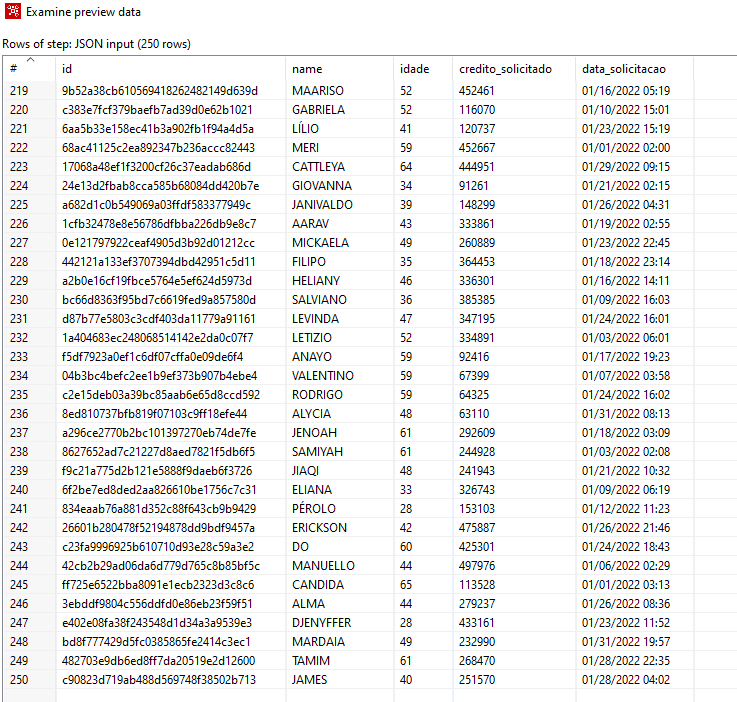 Examine preview data
Rows of step: JSON input (250 rows)
# id name idade credito_solicitado data_solicitacao
219 9b52a38cb610569418262482149d639d MAARISO 52 452461 01/16/2022 05:19
220 c383e7fcf379baefb7ad39d0e62b1021 GABRIELA 52 116070 01/10/2022 15:01
221 6aa5b33e158ec41b3a902fb1f94a4d5a LÍLIO 41 120737 01/23/2022 15:19
222 68ac41125c2ea892347b236accc82443 MERI 59 452667 01/01/2022 02:00
223 17068a48ef1f3200cf26c37eadab686d CATTLEYA 64 444951 01/29/2022 09:15
224 24e13d2fbab8cca585b68084dd420b7e GIOVANNA 34 91261 01/21/2022 02:15
225 a682d1c0b549069a03ffdf583377949c JANIVALDO 39 148299 01/26/2022 04:31
226 1cfb32478e8e56786dfbba226db9e8c7 AARAV 43 333861 01/19/2022 02:55
227 0e121797922ceaf4905d3b92d01212cc MICKAELA 49 260889 01/23/2022 22:45
228 442121a133ef3707394dbd42951c5d11 FILIPO 35 364453 01/18/2022 23:14
229 a2b0e16cf19fbce5764e5ef624d5973d HELIANY 46 336301 01/16/2022 14:11
230 bc66d8363f95bd7c6619fed9a857580d SALVIANO 36 385385 01/09/2022 16:03
231 d87b77e5803c3cdf403da11779a91161 LEVINDA 47 347195 01/24/2022 16:01
232 1a404683ec248068514142e2da0c07f7 LETIZIO 52 334891 01/03/2022 06:01
233 f5df7923a0ef1c6df07cffa0e09de6f4 ANAYO 59 92416 01/17/2022 19:23
234 04b3bc4befc2ee1b9ef373b907b4ebe4 VALENTINO 59 67399 01/07/2022 03:58
235 c2e15deb03a39bc85aab6e65d8ccd592 RODRIGO 59 64325 01/24/2022 16:02
236 8ed810737bfb819f07103c9ff18efe44 ALYCIA 48 63110 01/31/2022 08:13
237 a296ce2770b2bc101397270eb74de7fe JENOAH 61 292609 01/18/2022 03:09
238 8627652ad7c21227d8aed7821f5db6f5 SAMIYAH 61 244928 01/03/2022 02:08
239 f9c21a775d2b121e5888f9daeb6f3726 JIAQI 48 241943 01/21/2022 10:32
240 6f2be7ed8ded2aa826610be1756c7c31 ELIANA 33 326743 01/09/2022 06:19
241 834eaab76a881d352c88f643cb9b9429 PÉROLO 28 153103 01/12/2022 11:23
242 26601b280478f52194878dd9bdf9457a ERICKSON 42 475887 01/26/2022 21:46
243 c23fa9996925b610710d93e28c59a3e2 DO 60 425301 01/24/2022 18:43
244 42cb2b29ad06da6d779d765c8b85bf5c MANUELLO 44 497976 01/06/2022 02:29
245 ff725e6522bba8091e1ecb2323d3c8c6 CANDIDA 65 113528 01/01/2022 03:13
246 3ebddf9804c556ddfd0e86eb23f59f51 ALMA 44 279237 01/26/2022 08:36
247 e402e08fa38f243548d1d34a3a9539e3 DJENYFFER 28 433161 01/23/2022 11:52
248 bd8f777429d5fc0385865fe2414c3ec1 MARDAIA 49 232990 01/31/2022 19:57
249 482703e9db6ed8ff7da20519e2d12600 TAMIM 61 268470 01/28/2022 22:35
250 c90823d719ab488d569748f38502b713 JAMES 40 251570 01/28/2022 04:02